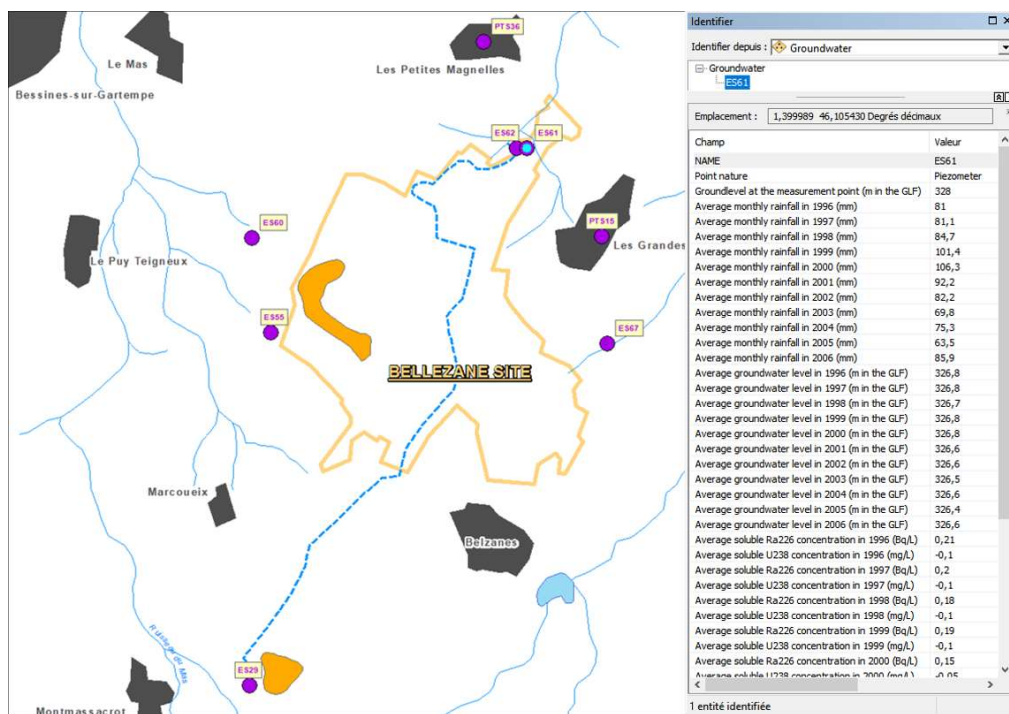 PTS36
Le Mas
Les Petites Magnelles
Bessines-sur-Gartempe
ES62
ES61
ES60
PTS15
Les Grandes
Le Puy Teigneux
ES55
ES67
BELLEZANE SITE
Marcoueix
Belzanes
ES29
Montmassacrot
Identifier
Identifier depuis : Groundwater
Groundwater
ES61
Emplacement : 1,399989 46,105430 Degrés décimaux
Champ Valeur
NAME ES61
Point nature Piezometer
Groundlevel at the measurement point (m in the GLF) 328
Average monthly rainfall in 1996 (mm) 81
Average monthly rainfall in 1997 (mm) 81,1
Average monthly rainfall in 1998 (mm) 84,7
Average monthly rainfall in 1999 (mm) 101,4
Average monthly rainfall in 2000 (mm) 106,3
Average monthly rainfall in 2001 (mm) 92,2
Average monthly rainfall in 2002 (mm) 82,2
Average monthly rainfall in 2003 (mm) 69,8
Average monthly rainfall in 2004 (mm) 75,3
Average monthly rainfall in 2005 (mm) 63,5
Average monthly rainfall in 2006 (mm) 85,9
Average groundwater level in 1996 (m in the GLF) 326,8
Average groundwater level in 1997 (m in the GLF) 326,8
Average groundwater level in 1998 (m in the GLF) 326,7
Average groundwater level in 1999 (m in the GLF) 326,8
Average groundwater level in 2000 (m in the GLF) 326,8
Average groundwater level in 2001 (m in the GLF) 326,6
Average groundwater level in 2002 (m in the GLF) 326,6
Average groundwater level in 2003 (m in the GLF) 326,5
Average groundwater level in 2004 (m in the GLF) 326,6
Average groundwater level in 2005 (m in the GLF) 326,4
Average groundwater level in 2006 (m in the GLF) 326,6
Average soluble Ra226 concentration in 1996 (Bq/L) 0,21
Average soluble U238 concentration in 1996 (mg/L) -0,1
Average soluble Ra226 concentration in 1997 (Bq/L) 0,2
Average soluble U238 concentration in 1997 (mg/L) -0,1
Average soluble Ra226 concentration in 1998 (Bq/L) 0,18
Average soluble U238 concentration in 1998 (mg/L) -0,1
Average soluble Ra226 concentration in 1999 (Bq/L) 0,19
Average soluble U238 concentration in 1999 (mg/L) -0,1
Average soluble Ra226 concentration in 2000 (Bq/L) 0,15
Average soluble U238 concentration in 2000 (mg/L) -0,05
1 entité identifiée